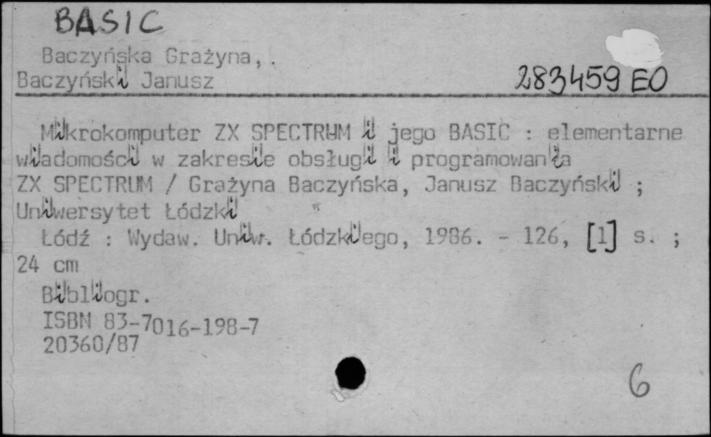 BASIC
Baczyńska Grażyna, .
Baczyński Janusz 283459 EO
Mikrokomputer ZX SPECTRUM i jego BASIC : elementarne
wiadomości w zakresie obsługi i programowania
ZX SPECTRUM / Grażyna Baczyńska, Janusz Baczyński ;
Uniwersytet Łódzki
Łódź : Wydaw. Uniw. Łódzkiego, 1986. - 126, [1] s. ;
24 cm
Bibliogr.
ISBN 83-7016-198-7
20360/87
6